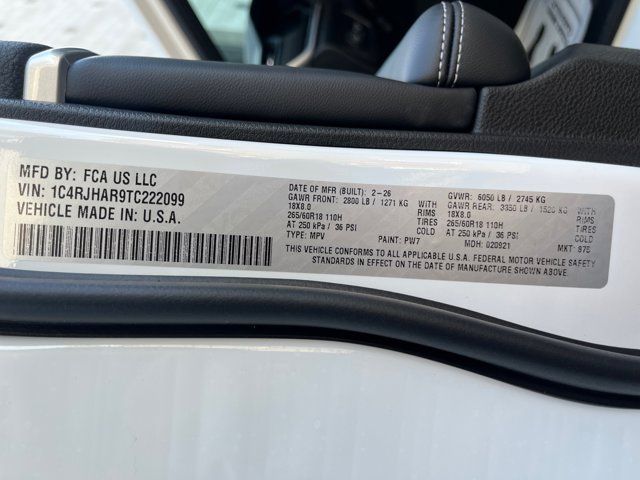 MFD BY: FCA US LLC
VIN: 1C4RJHAR9TC222099
VEHICLE MADE IN: U.S.A.
DATE OF MFR (BUILT): 2-26
GAWR FRONT: 2800 LB / 1271 KG WITH
18X8.0 RIMS
265/60R18 110H TIRES
AT 250 kPa / 36 PSI COLD
TYPE: MPV PAINT: PW7
GVWR: 6050 LB / 2745 KG
GAWR REAR: 3350 LB / 1520 KG WITH
18X8.0 RIMS
265/60R18 110H TIRES
AT 250 kPa / 36 PSI COLD
MDH: 020921 MKT: 975
THIS VEHICLE CONFORMS TO ALL APPLICABLE U.S.A. FEDERAL MOTOR VEHICLE SAFETY
STANDARDS IN EFFECT ON THE DATE OF MANUFACTURE SHOWN ABOVE.